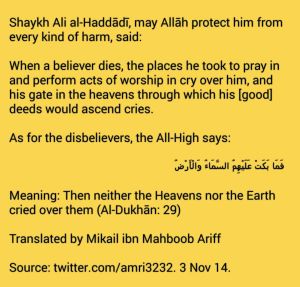 Shaykh Ali al-Haddādī, may Allāh protect him from
every kind of harm, said:
When a believer dies, the places he took to pray in
and perform acts of worship in cry over him, and
his gate in the heavens through which his [good]
deeds would ascend cries.
As for the disbelievers, the All-High says:
فَمَا بَكَتْ عَلَيْهِمُ السَّمَاءُ وَالْأَرْضُ
Meaning: Then neither the Heavens nor the Earth
cried over them (Al-Dukhān: 29)
Translated by Mikail ibn Mahboob Ariff
Source: twitter.com/amri3232. 3 Nov 14.